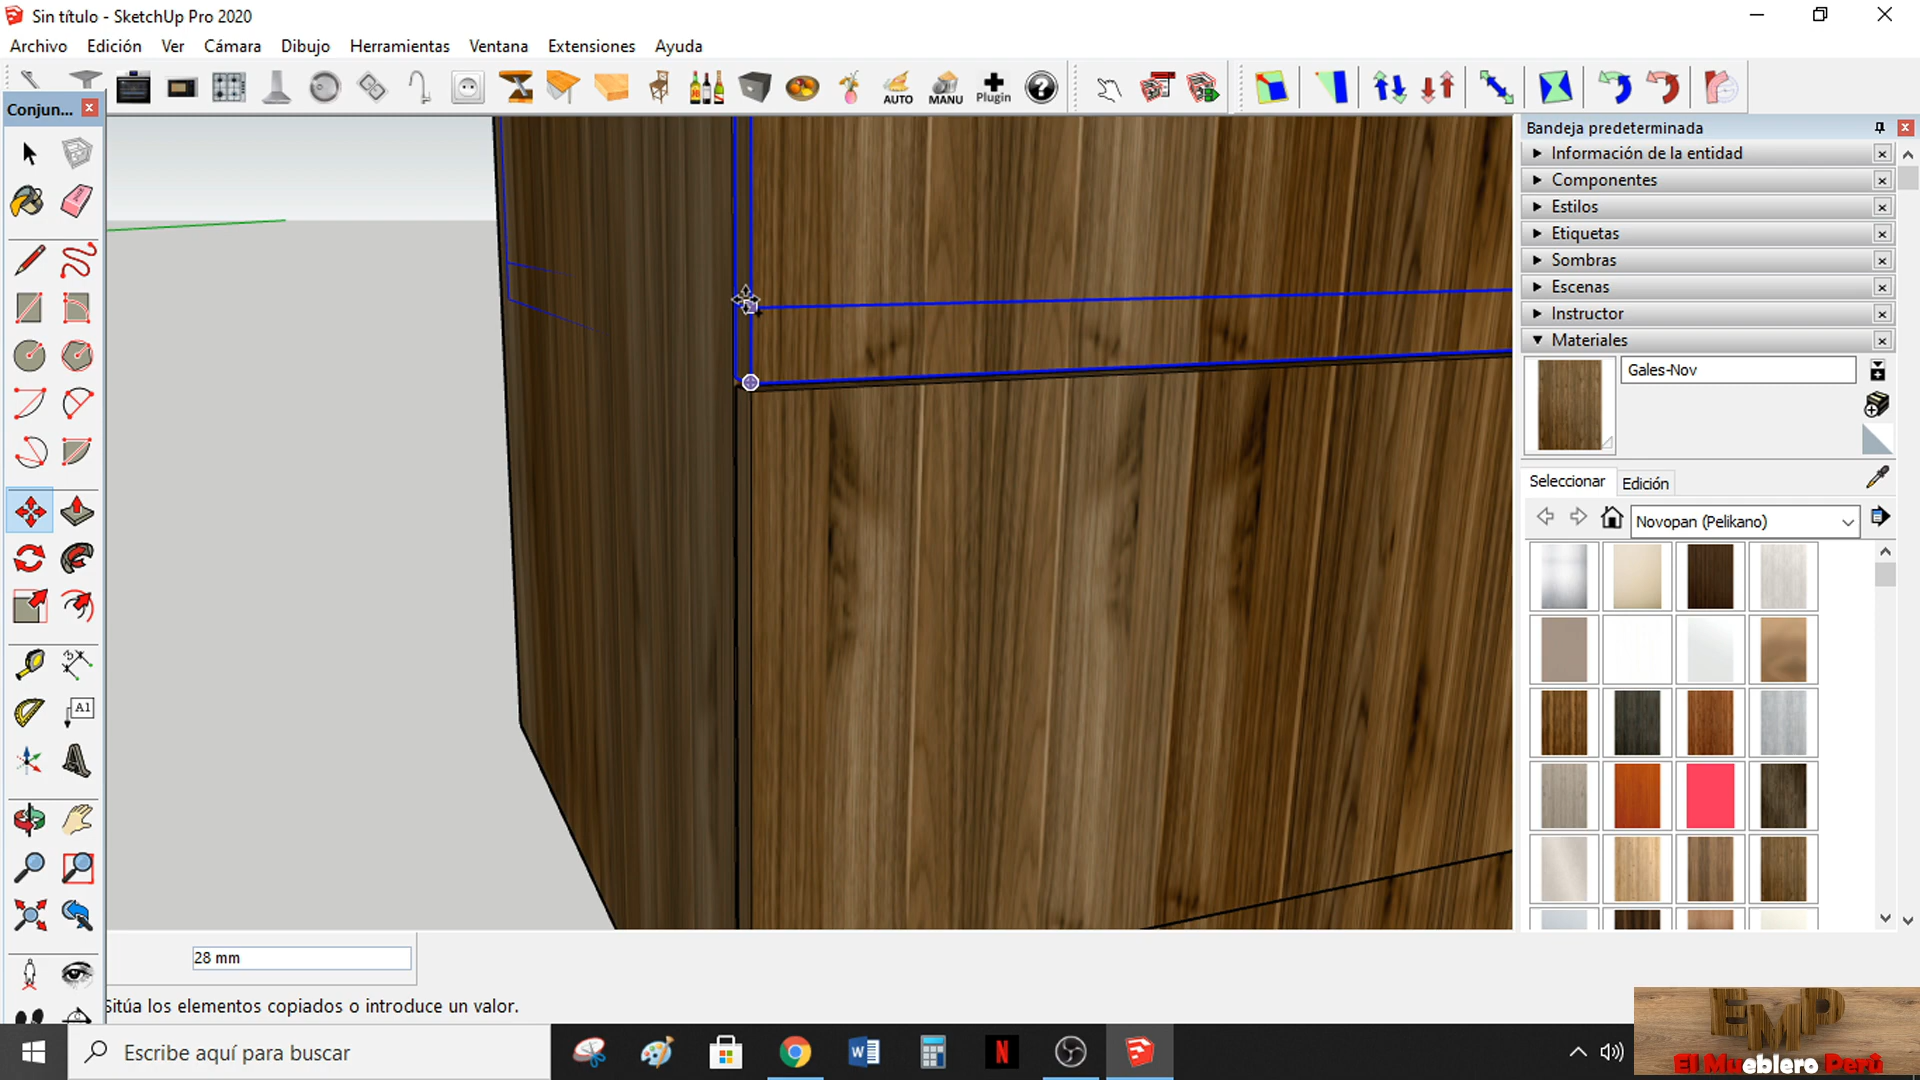 Sin título - SketchUp Pro 2020
Archivo Edición Ver Cámara Dibujo Herramientas Ventana Extensiones Ayuda
AUTO MANU Plugin
Conjun...
Bandeja predeterminada
Información de la entidad
Componentes
Estilos
Etiquetas
Sombras
Escenas
Instructor
Materiales
Gales-Nov
Seleccionar Edición
Novopan (Pelikano)
A1
28 mm
Sitúa los elementos copiados o introduce un valor.
Escribe aquí para buscar
EMP
El Mueblero Perú